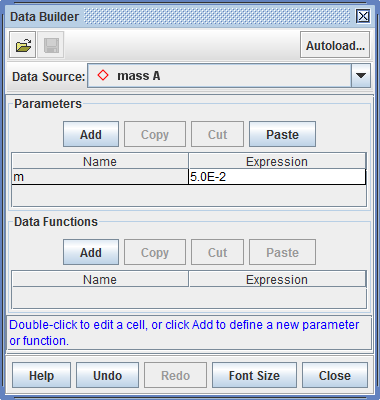 Data Builder
Autoload...
Data Source: mass A
Parameters
Add Copy Cut Paste
Name Expression
m 5.0E-2
Data Functions
Add Copy Cut Paste
Name Expression
Double-click to edit a cell, or click Add to define a new parameter
or function.
Help Undo Redo Font Size Close